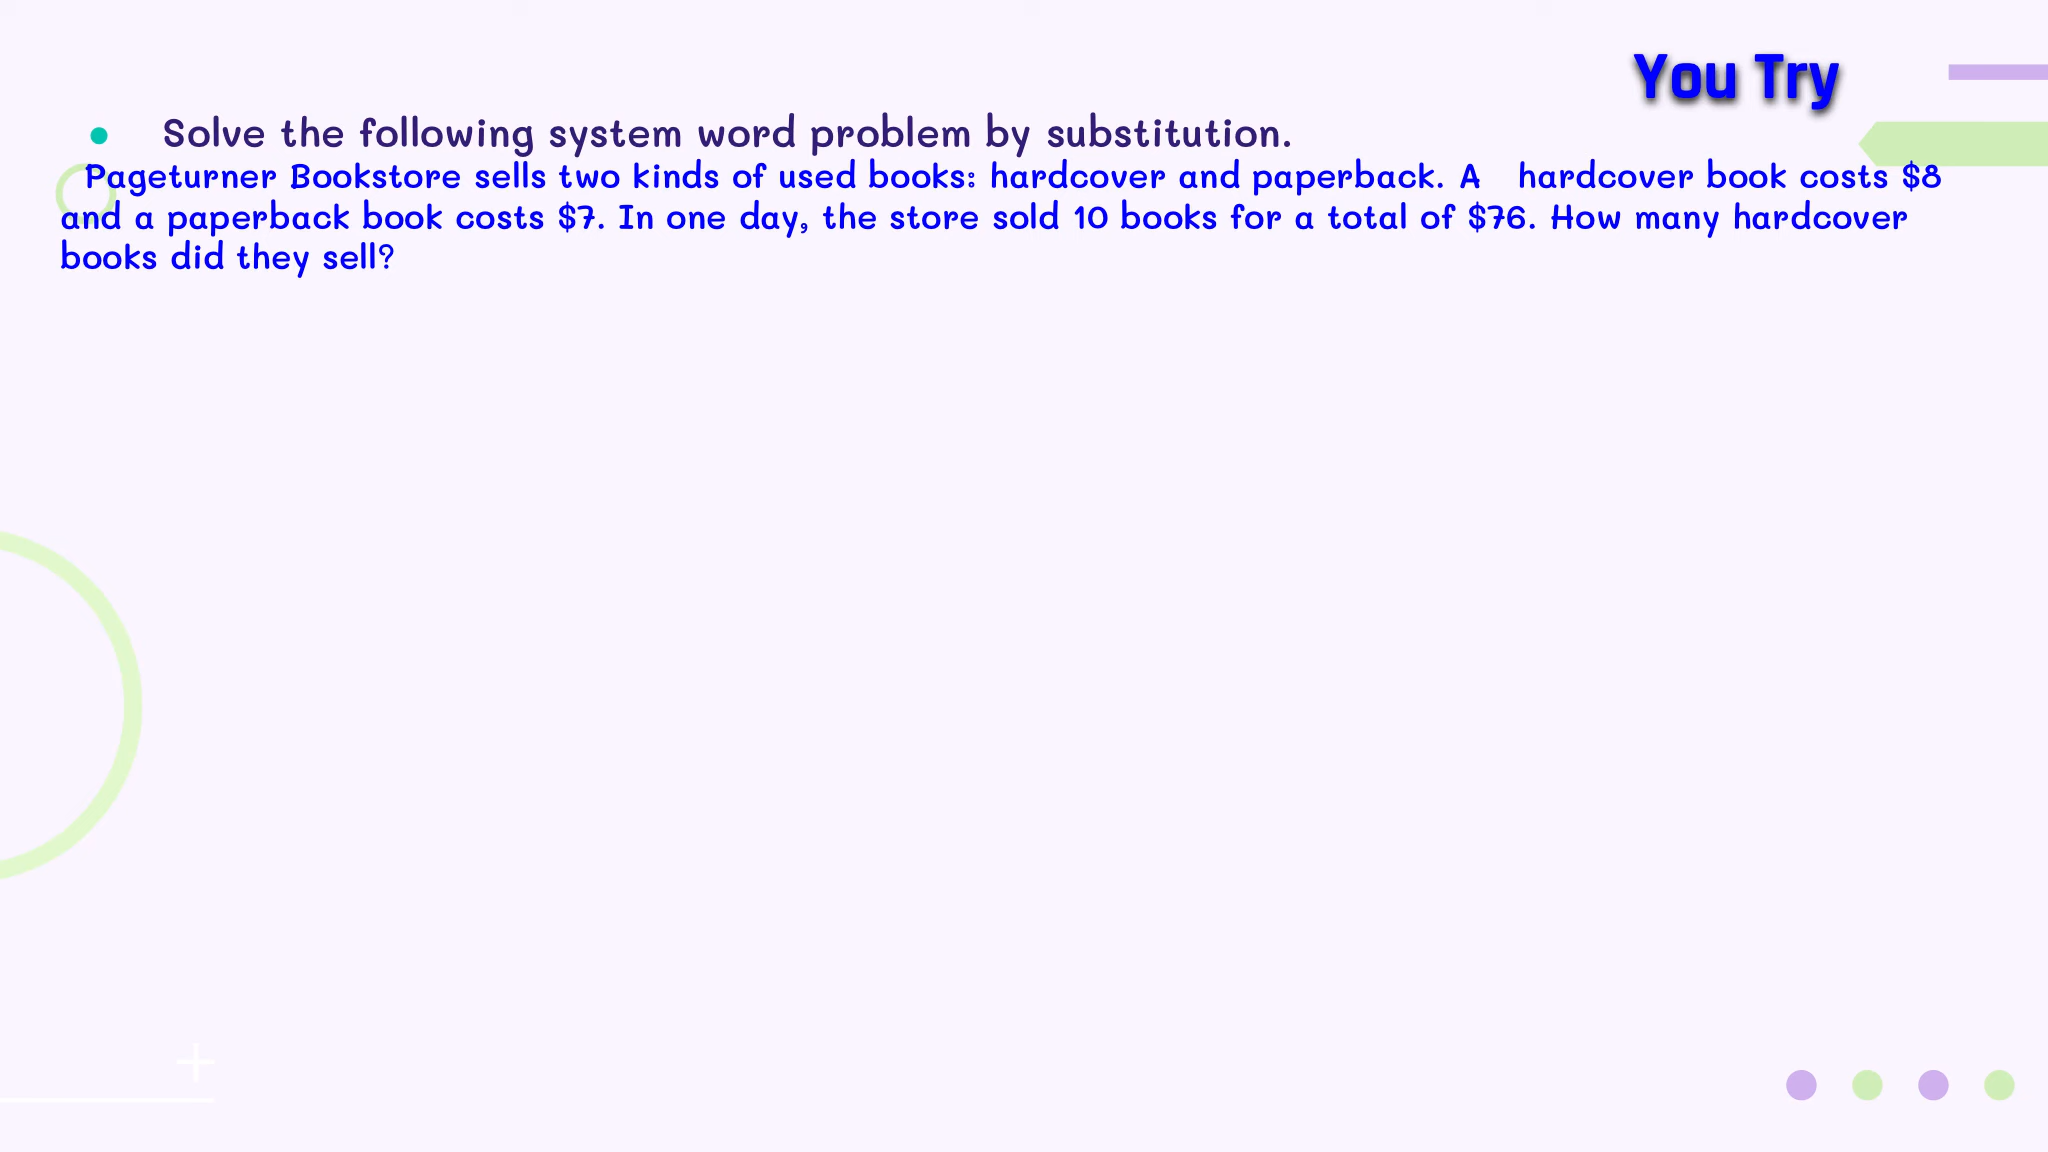 You Try
Solve the following system word problem by substitution.
Pageturner Bookstore sells two kinds of used books: hardcover and paperback. A hardcover book costs $8
and a paperback book costs $7. In one day, the store sold 10 books for a total of $76. How many hardcover
books did they sell?